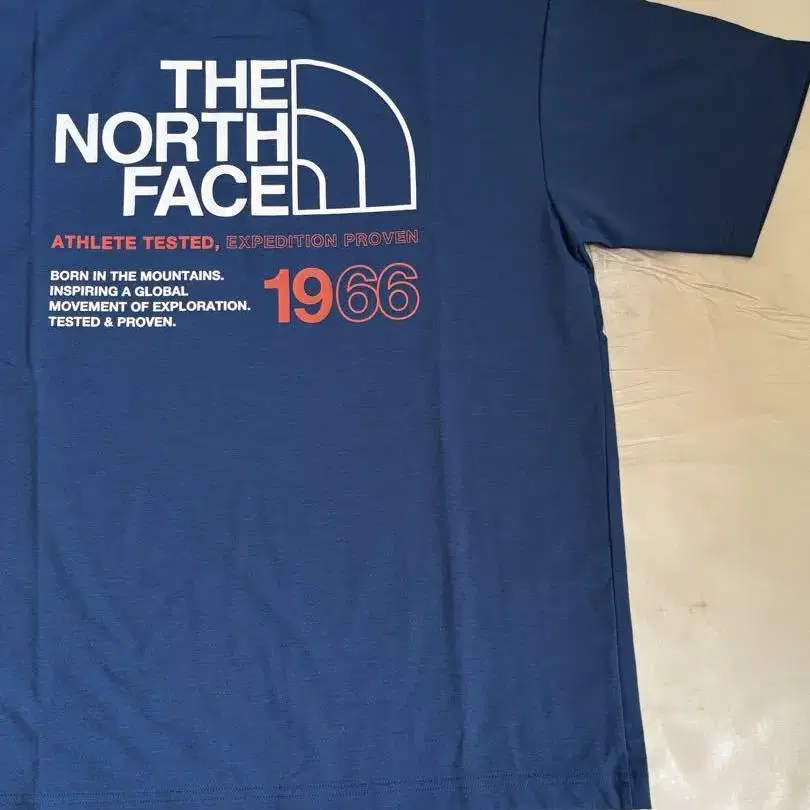 THE
NORTH
FACE
ATHLETE TESTED, EXPEDITION PROVEN
BORN IN THE MOUNTAINS.
INSPIRING A GLOBAL
MOVEMENT OF EXPLORATION.
TESTED & PROVEN.
1966